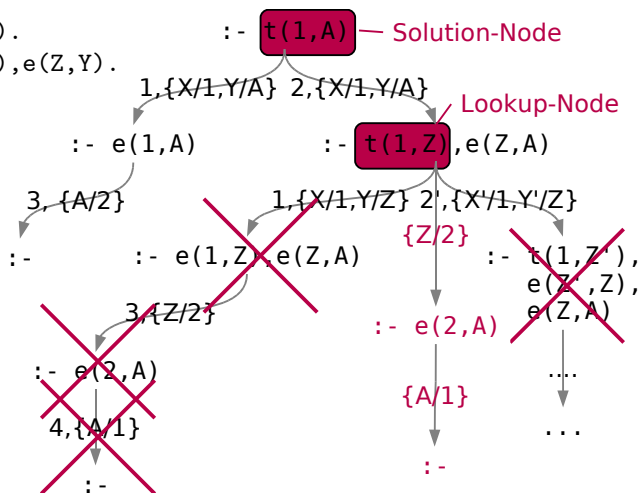 ).
:- t(1,A)
Solution-Node
),e(Z,Y).
1,{X/1,Y/A} 2,{X/1,Y/A}
Lookup-Node
:- e(1,A)
:- t(1,Z),e(Z,A)
3, {A/2}
1,{X/1,Y/Z} 2',{X'/1,Y'/Z}
{Z/2}
:-
:- e(1,Z),e(Z,A)
:- t(1,Z'),
e(Z',Z),
e(Z,A)
3,{Z/2}
:- e(2,A)
:- e(2,A)
....
{A/1}
4,{A/1}
...
:-
:-